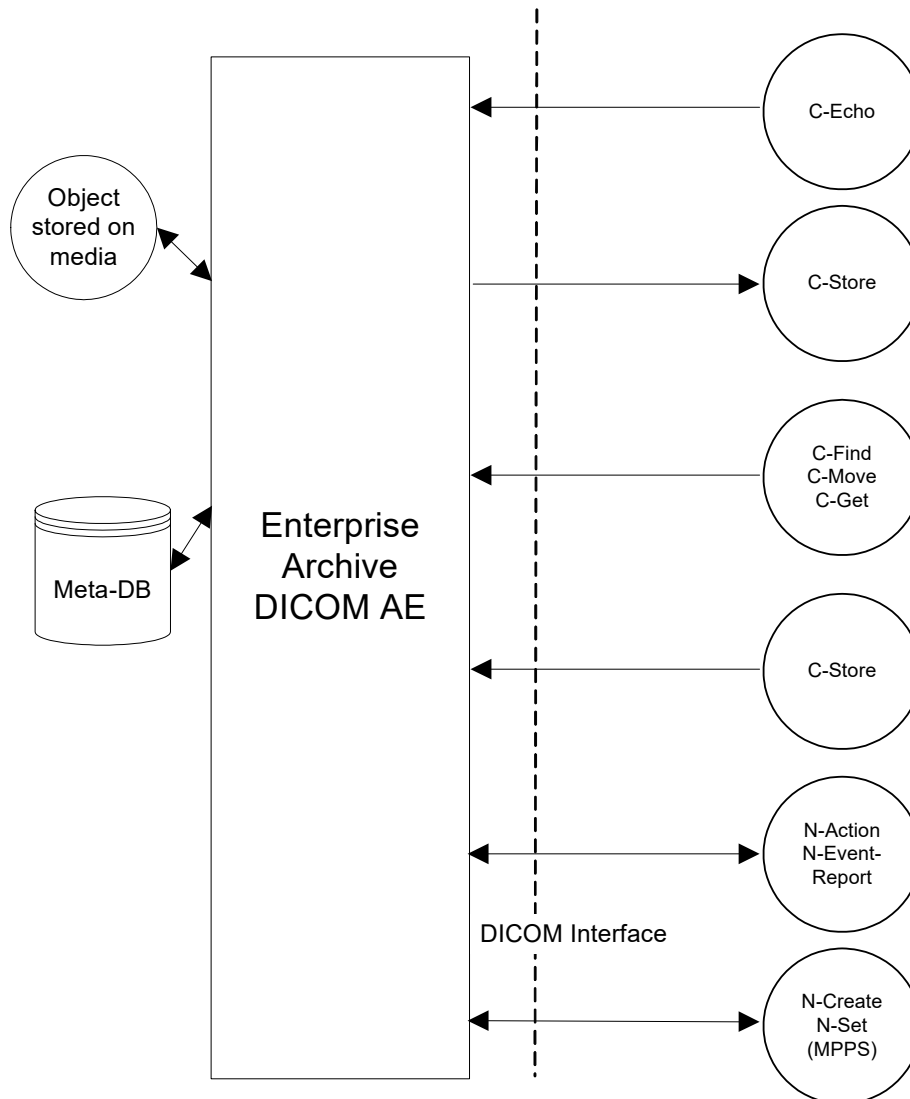 C-Echo
Object
stored on
media
C-Store
C-Find
C-Move
C-Get
Enterprise
Archive
DICOM AE
Meta-DB
C-Store
N-Action
N-Event-
Report
DICOM Interface
N-Create
N-Set
(MPPS)